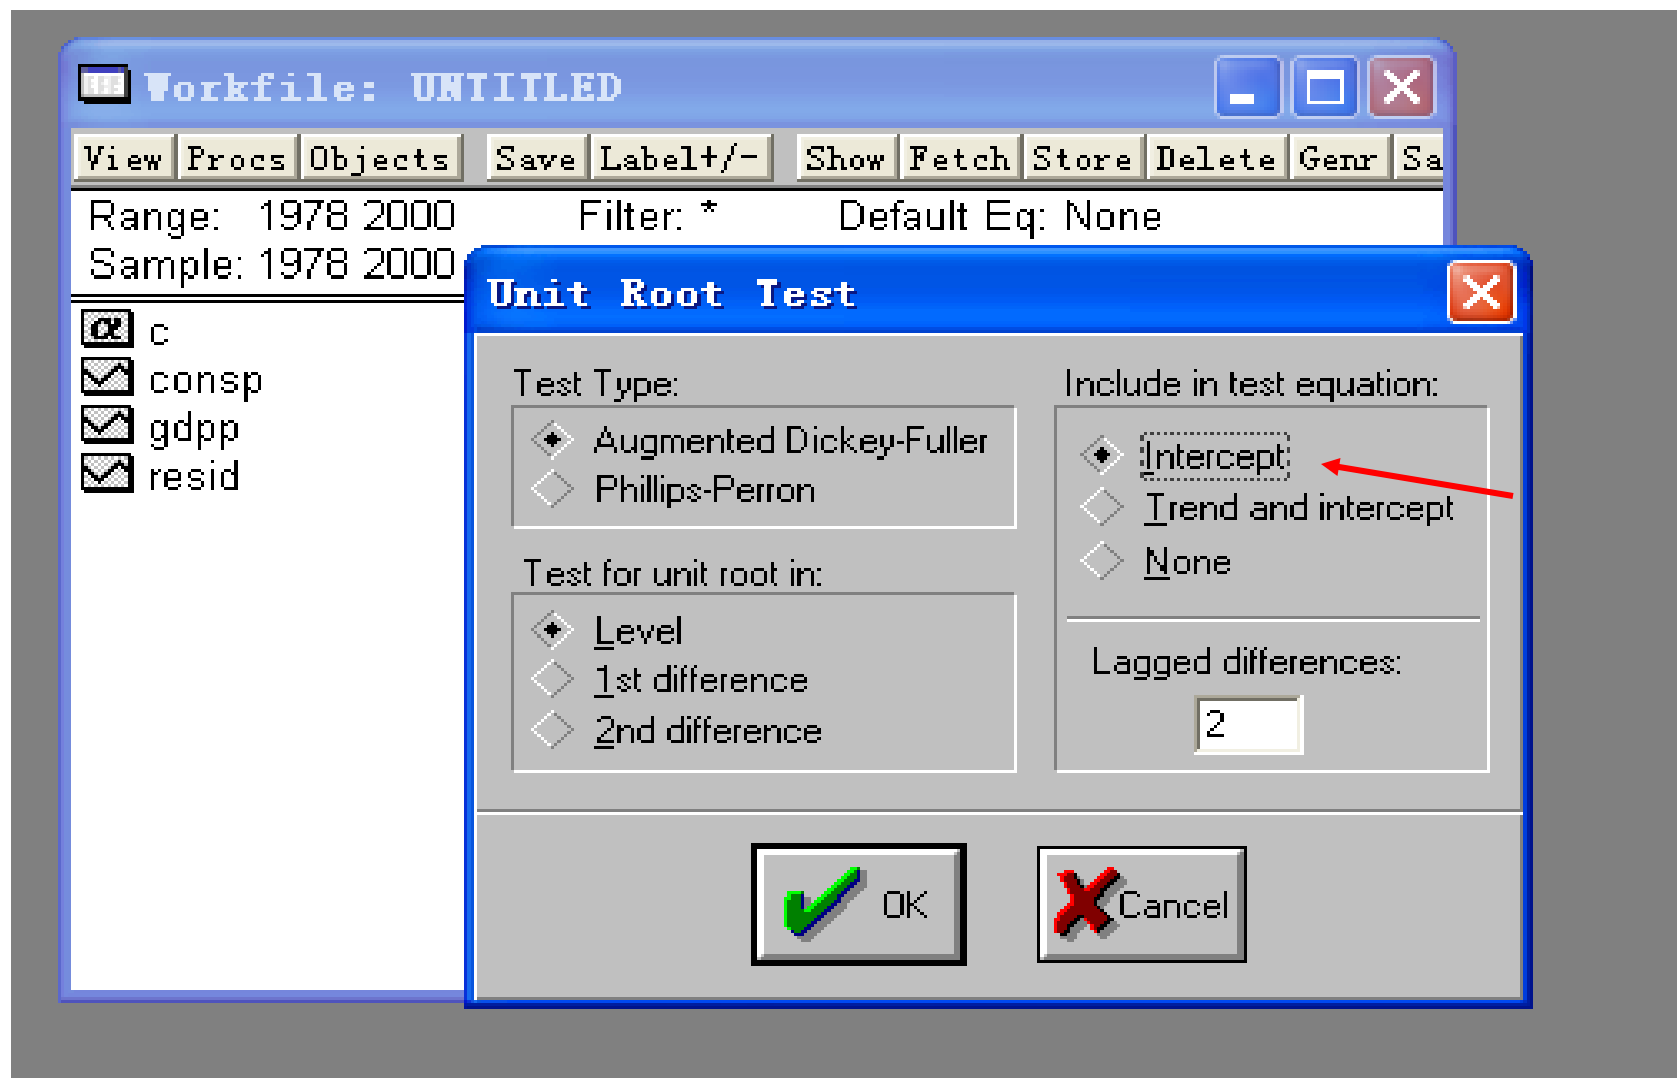 Workfile: UNTITLED
View Procs Objects Save Label+/- Show Fetch Store Delete Genr Sa
Range: 1978 2000 Filter: * Default Eq: None
Sample: 1978 2000
c
consp
gdpp
resid
Unit Root Test
Test Type:
Augmented Dickey-Fuller
Phillips-Perron
Test for unit root in:
Level
1st difference
2nd difference
Include in test equation:
Intercept
Trend and intercept
None
Lagged differences:
2
OK Cancel